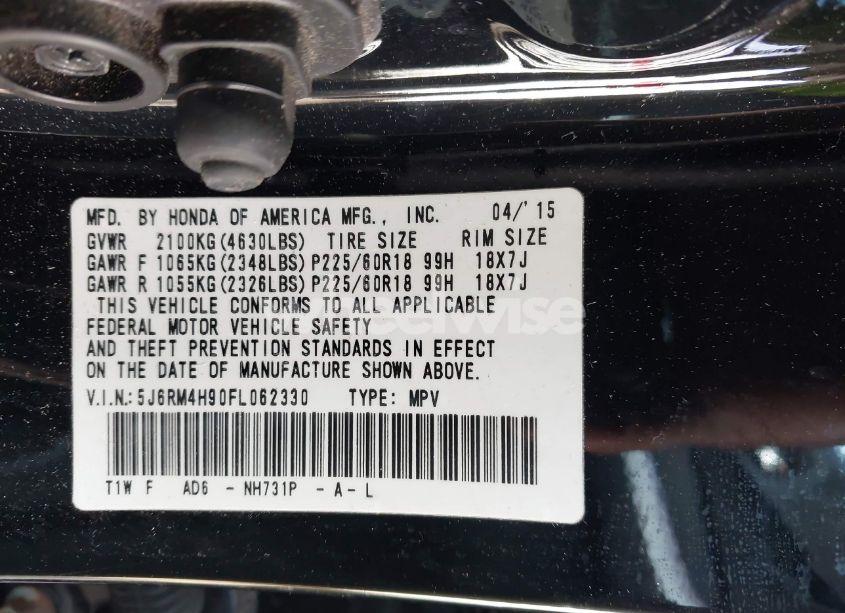 MFD. BY HONDA OF AMERICA MFG., INC. 04/'15
GVWR 2100KG(4630LBS) TIRE SIZE RIM SIZE
GAWR F 1065KG(2348LBS) P225/60R18 99H 18X7J
GAWR R 1055KG(2326LBS) P225/60R18 99H 18X7J
THIS VEHICLE CONFORMS TO ALL APPLICABLE
FEDERAL MOTOR VEHICLE SAFETY
AND THEFT PREVENTION STANDARDS IN EFFECT
ON THE DATE OF MANUFACTURE SHOWN ABOVE.
V.I.N.: 5J6RM4H90FL062330 TYPE: MPV
T1W F AD6 - NH731P - A - L